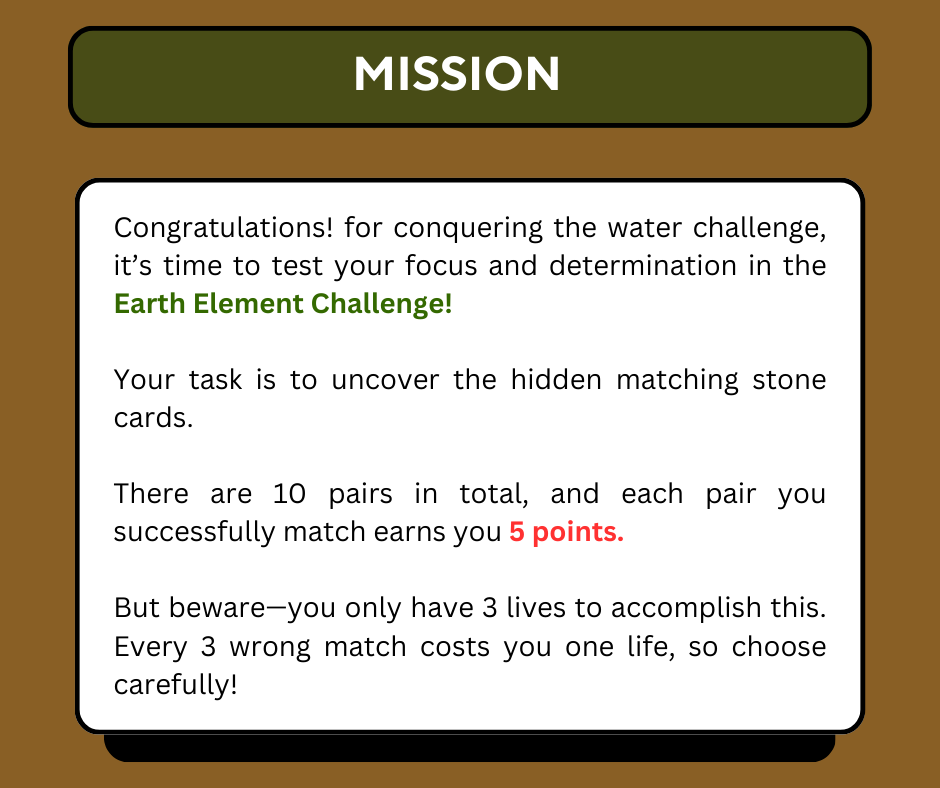 MISSION
Congratulations! for conquering the water challenge,
it’s time to test your focus and determination in the
Earth Element Challenge!
Your task is to uncover the hidden matching stone
cards.
There are 10 pairs in total, and each pair you
successfully match earns you 5 points.
But beware—you only have 3 lives to accomplish this.
Every 3 wrong match costs you one life, so choose
carefully!